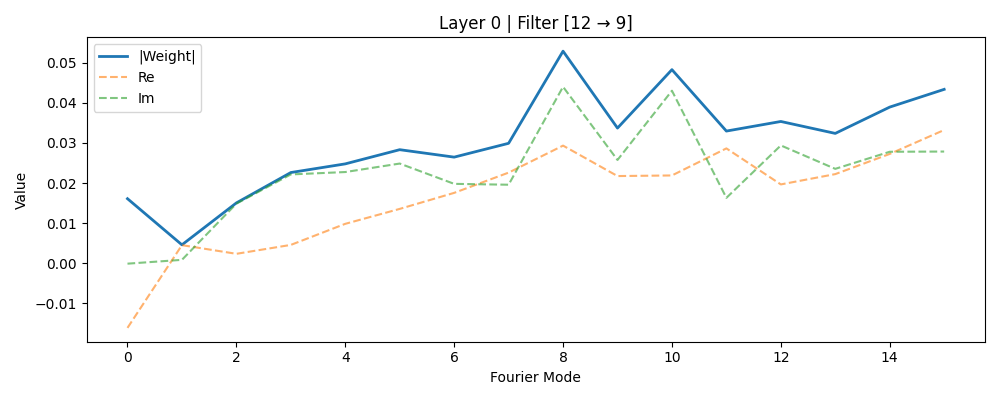 Layer 0 | Filter [12 → 9]
|Weight|
Re
Im
0.05
0.04
0.03
0.02
0.01
0.00
−0.01
Value
0 2 4 6 8 10 12 14
Fourier Mode